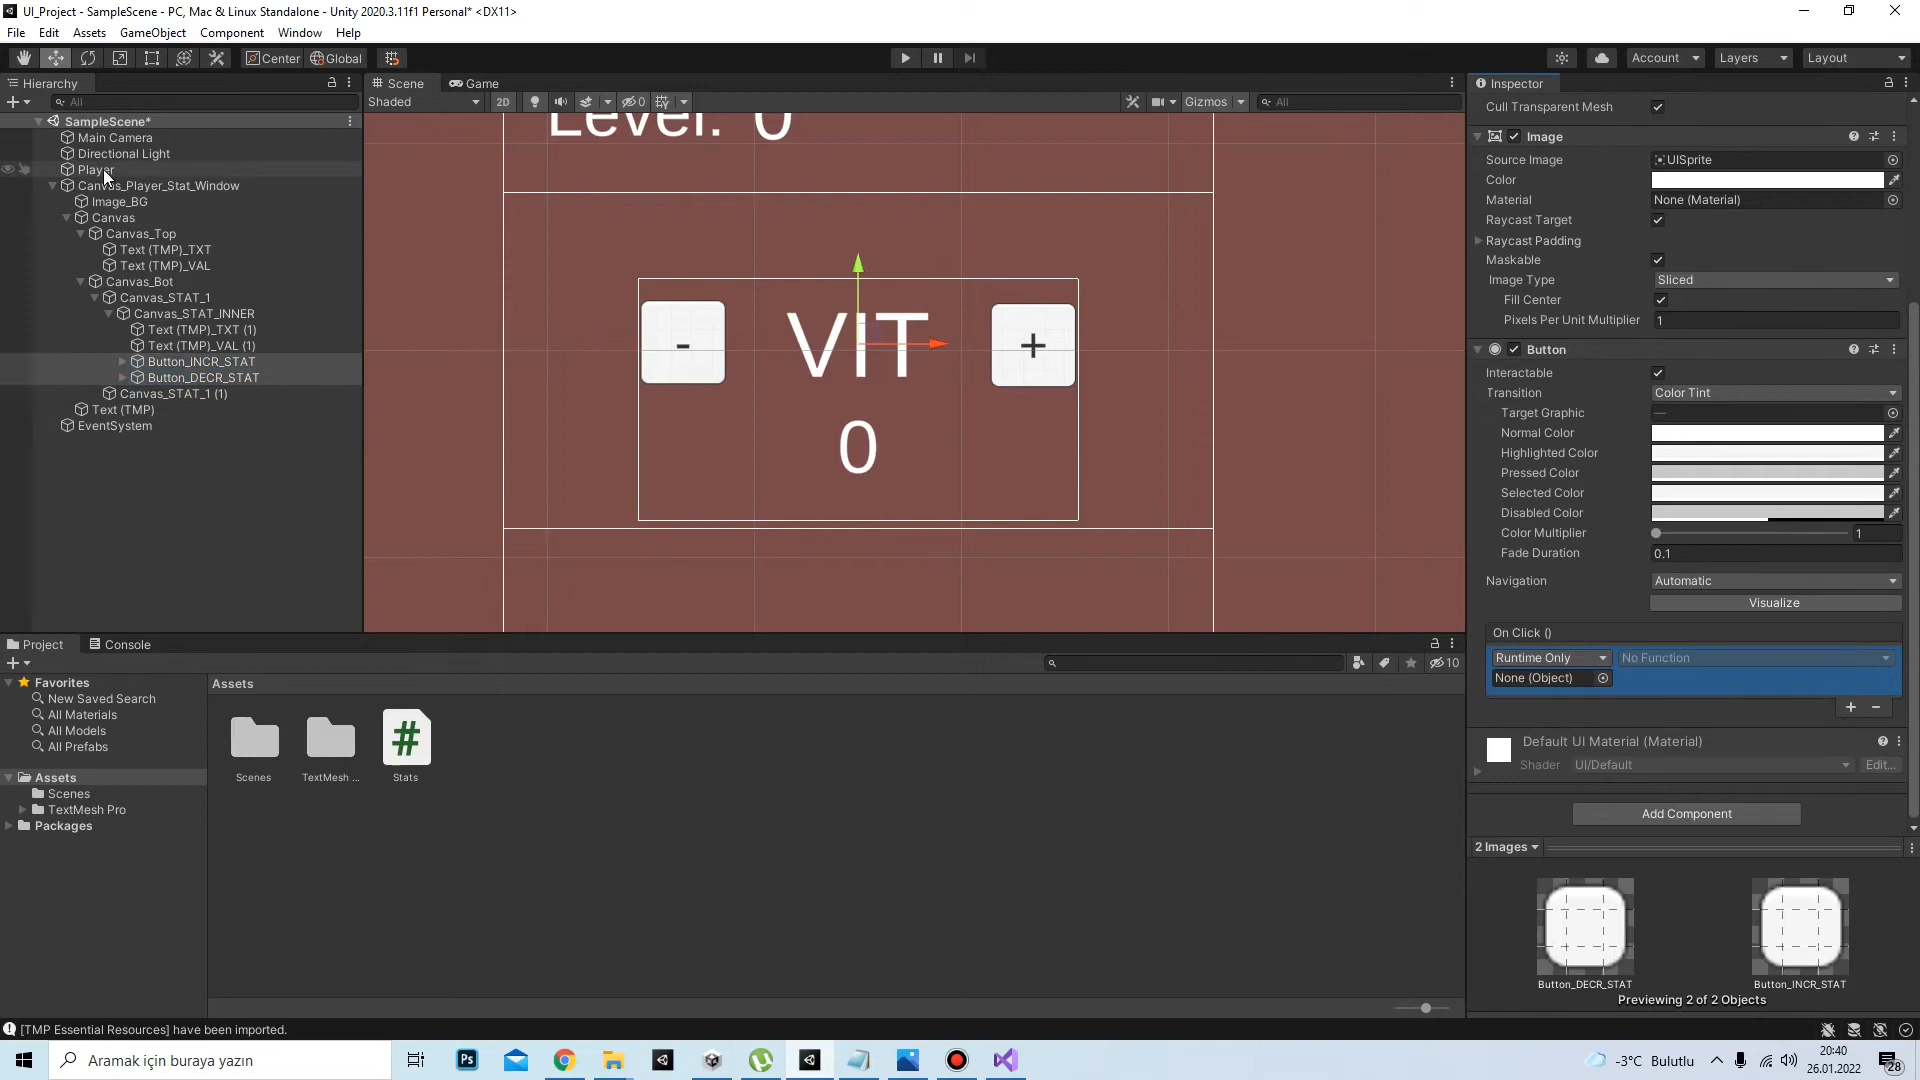 UI_Project - SampleScene - PC, Mac & Linux Standalone - Unity 2020.3.11f1 Personal* <DX11>
File Edit Assets GameObject Component Window Help
Center Global
Account Layers Layout
Hierarchy
All
SampleScene*
Main Camera
Directional Light
Player
Canvas_Player_Stat_Window
Image_BG
Canvas
Canvas_Top
Text (TMP)_TXT
Text (TMP)_VAL
Canvas_Bot
Canvas_STAT_1
Canvas_STAT_INNER
Text (TMP)_TXT (1)
Text (TMP)_VAL (1)
Button_INCR_STAT
Button_DECR_STAT
Canvas_STAT_1 (1)
Text (TMP)
EventSystem
Scene Game
Shaded 2D 0 Gizmos All
Level: 0
- VIT +
0
Inspector
Cull Transparent Mesh
Image
Source Image UISprite
Color
Material None (Material)
Raycast Target
Raycast Padding
Maskable
Image Type Sliced
Fill Center
Pixels Per Unit Multiplier 1
Button
Interactable
Transition Color Tint
Target Graphic —
Normal Color
Highlighted Color
Pressed Color
Selected Color
Disabled Color
Color Multiplier 1
Fade Duration 0.1
Navigation Automatic
Visualize
On Click ()
Runtime Only No Function
None (Object)
+ −
Default UI Material (Material)
Shader UI/Default Edit...
Add Component
2 Images
Button_DECR_STAT Button_INCR_STAT
Previewing 2 of 2 Objects
Project Console
10
Favorites
New Saved Search
All Materials
All Models
All Prefabs
Assets
Scenes
TextMesh Pro
Packages
Assets
#
Scenes TextMesh ... Stats
[TMP Essential Resources] have been imported.
Aramak için buraya yazın
Ps
-3°C Bulutlu
20:40
26.01.2022
28